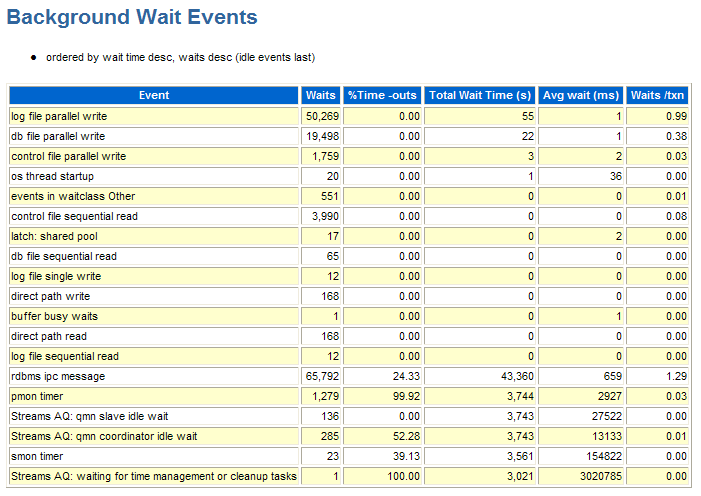 Background Wait Events
• ordered by wait time desc, waits desc (idle events last)
Event Waits %Time -outs Total Wait Time (s) Avg wait (ms) Waits /txn
log file parallel write 50,269 0.00 55 1 0.99
db file parallel write 19,498 0.00 22 1 0.38
control file parallel write 1,759 0.00 3 2 0.03
os thread startup 20 0.00 1 36 0.00
events in waitclass Other 551 0.00 0 0 0.01
control file sequential read 3,990 0.00 0 0 0.08
latch: shared pool 17 0.00 0 2 0.00
db file sequential read 65 0.00 0 0 0.00
log file single write 12 0.00 0 0 0.00
direct path write 168 0.00 0 0 0.00
buffer busy waits 1 0.00 0 1 0.00
direct path read 168 0.00 0 0 0.00
log file sequential read 12 0.00 0 0 0.00
rdbms ipc message 65,792 24.33 43,360 659 1.29
pmon timer 1,279 99.92 3,744 2927 0.03
Streams AQ: qmn slave idle wait 136 0.00 3,743 27522 0.00
Streams AQ: qmn coordinator idle wait 285 52.28 3,743 13133 0.01
smon timer 23 39.13 3,561 154822 0.00
Streams AQ: waiting for time management or cleanup tasks 1 100.00 3,021 3020785 0.00